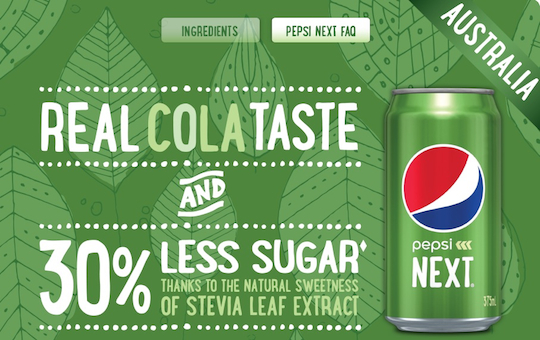 INGREDIENTS
PEPSI NEXT FAQ
AUSTRALIA
REAL COLA TASTE
AND
30% LESS SUGAR♦
THANKS TO THE NATURAL SWEETNESS
OF STEVIA LEAF EXTRACT
pepsi
NEXT
375mL